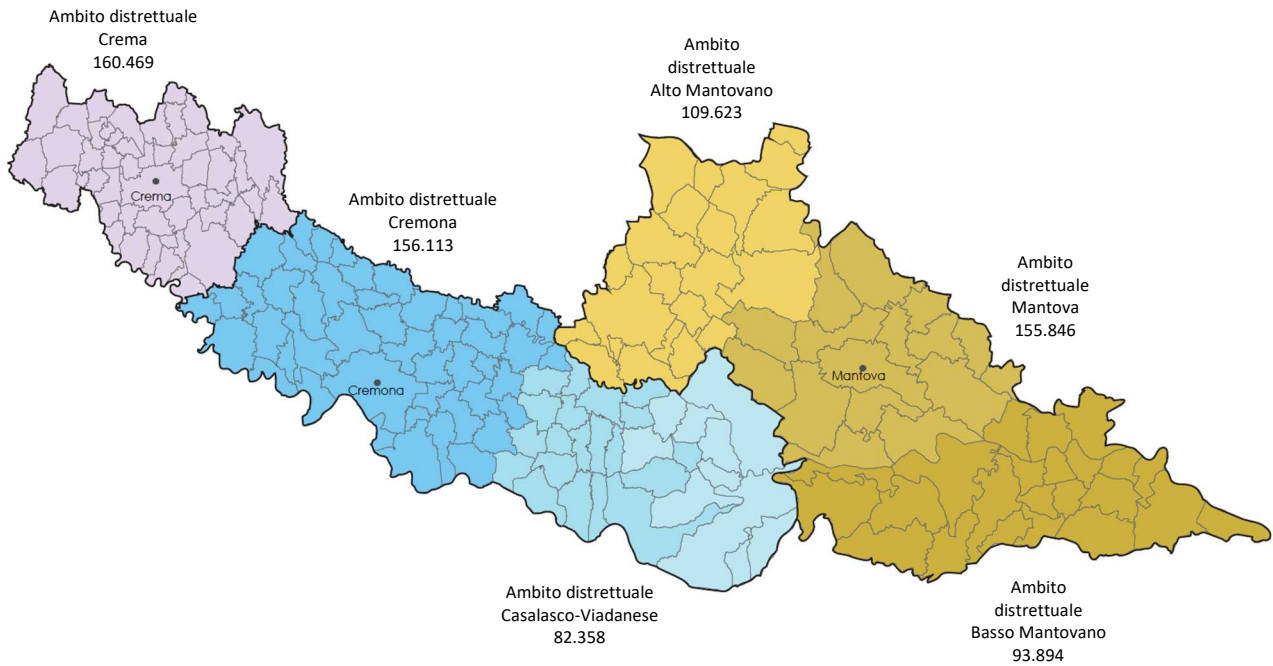 Ambito distrettuale
Crema
160.469
Ambito
distrettuale
Alto Mantovano
109.623
Crema
Ambito distrettuale
Cremona
156.113
Ambito
distrettuale
Mantova
155.846
Cremona
Mantova
Ambito distrettuale
Casalasco-Viadanese
82.358
Ambito
distrettuale
Basso Mantovano
93.894